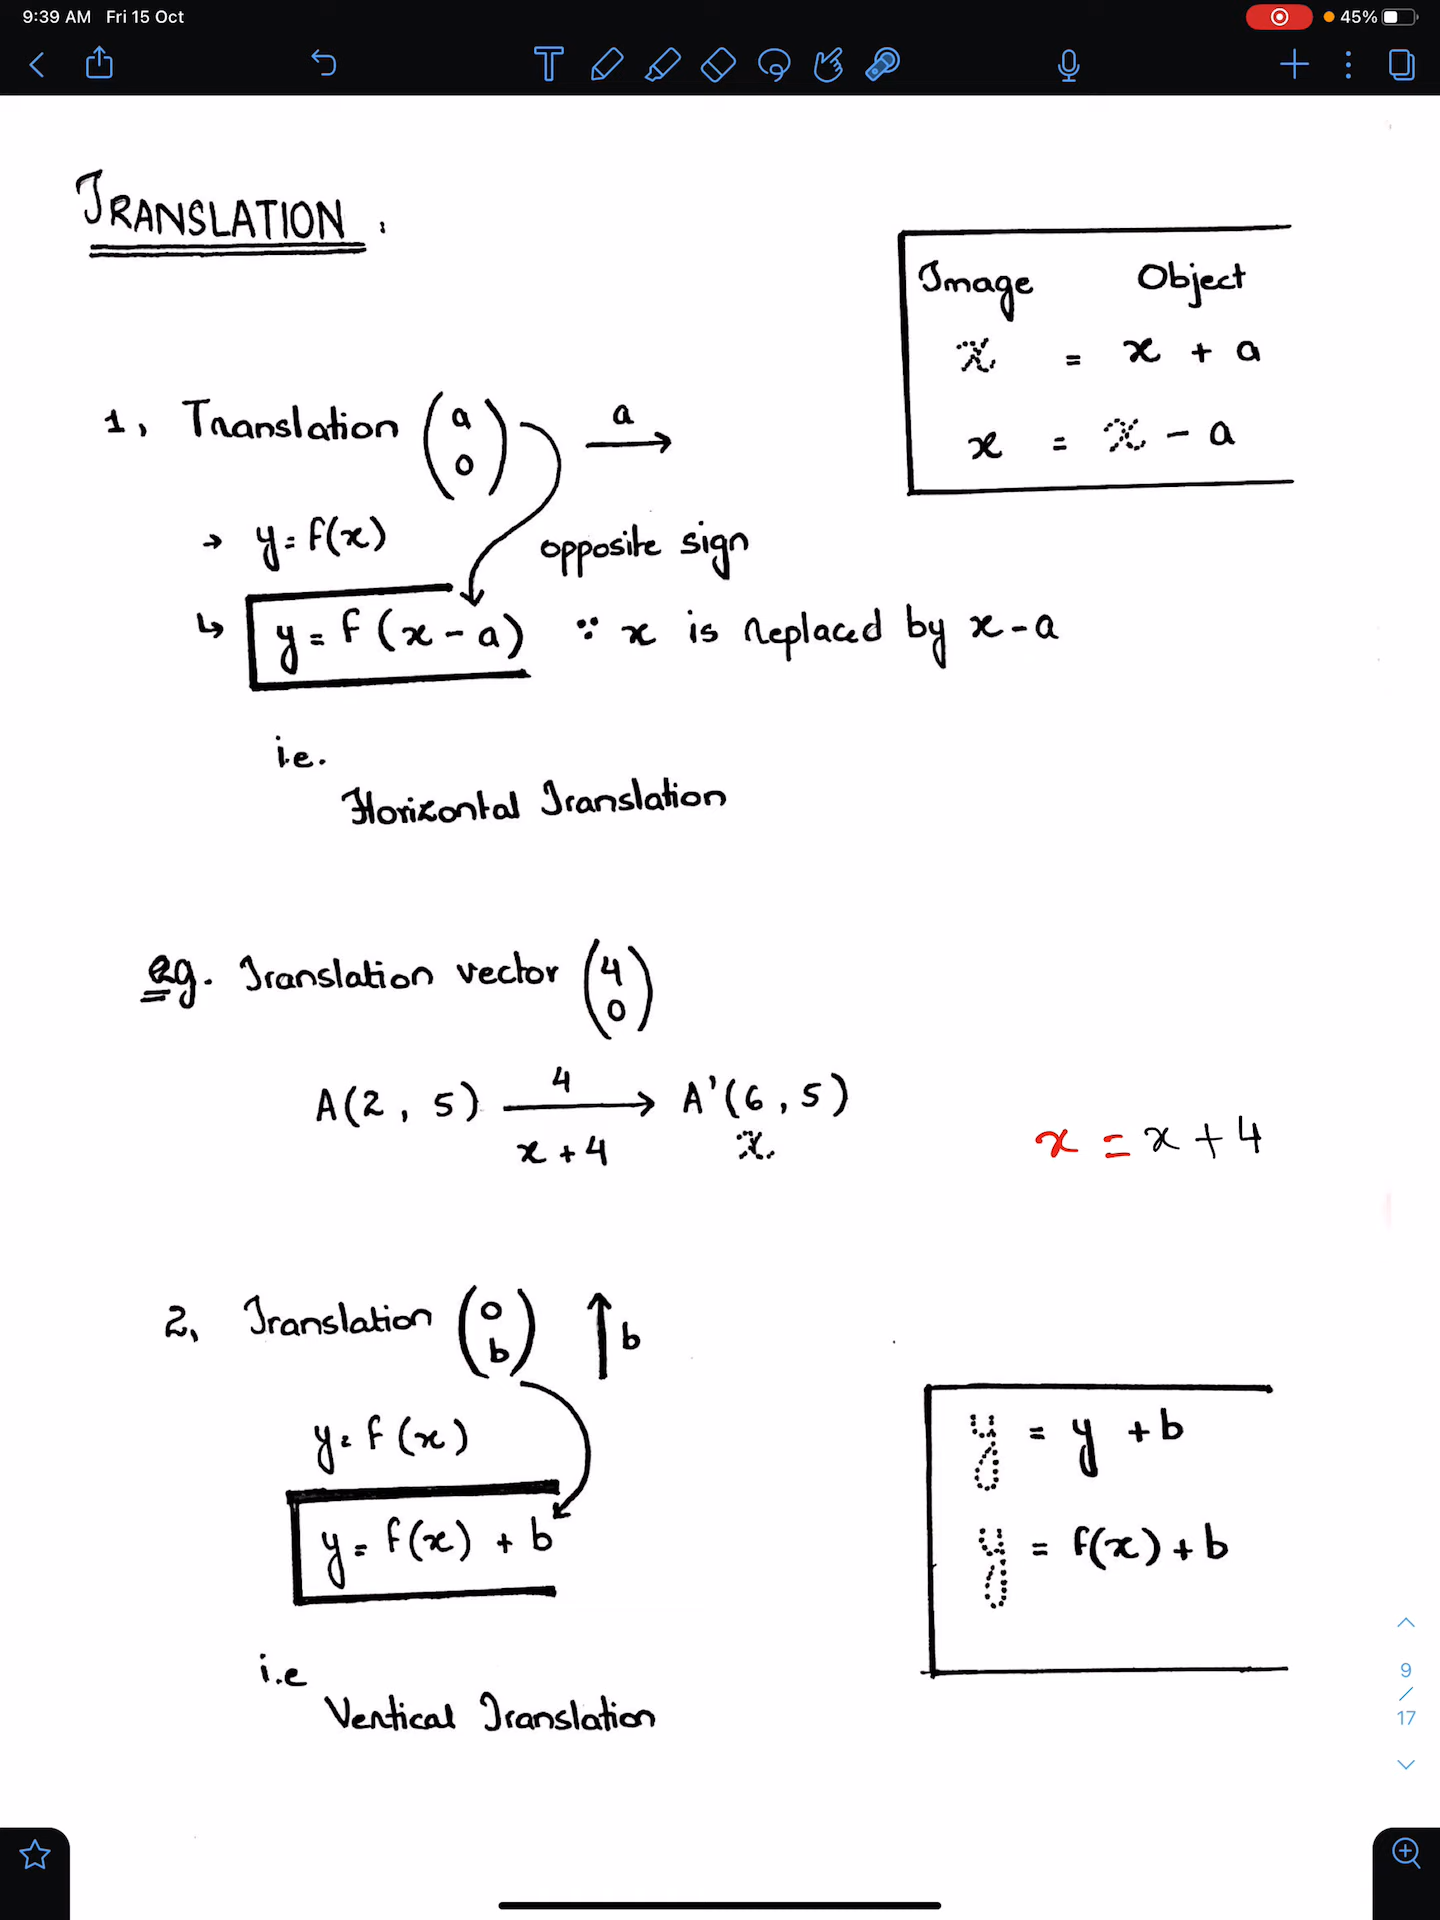 9:39 AM Fri 15 Oct
45%
TRANSLATION :
Image Object
x = x + a
x = x - a
1, Translation (a 0) a
→ y = f(x)
opposite sign
↳ y = f (x - a) ∵ x is replaced by x - a
i.e.
Horizontal Translation
eg. Translation vector (4 0)
A(2, 5) 4 → A'(6, 5)
x + 4 x
x = x + 4
2, Translation (0 b) ↑ b
y = f(x)
y = f(x) + b
y = y + b
y = f(x) + b
i.e
Vertical Translation
9
/
17